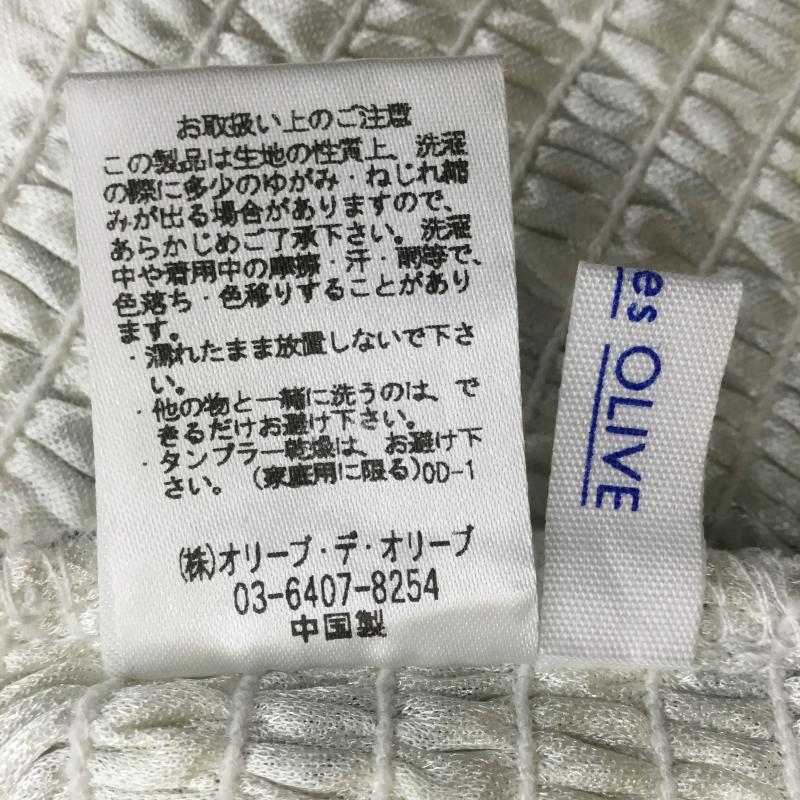 お取扱い上のご注意
この製品は生地の性質上、洗濯
の際に多少のゆがみ・ねじれ縮
みが出る場合がありますので、
あらかじめご了承下さい。洗濯
中や着用中の摩擦・汗・雨等で、
色落ち・色移りすることがあり
ます。
・濡れたまま放置しないで下さ
い。
・他の物と一緒に洗うのは、で
きるだけお避け下さい。
・タンブラー乾燥は、お避け下
さい。(家庭用に限る)OD-1
(株)オリーブ・デ・オリーブ
03-6407-8254
中国製
es OLIVE